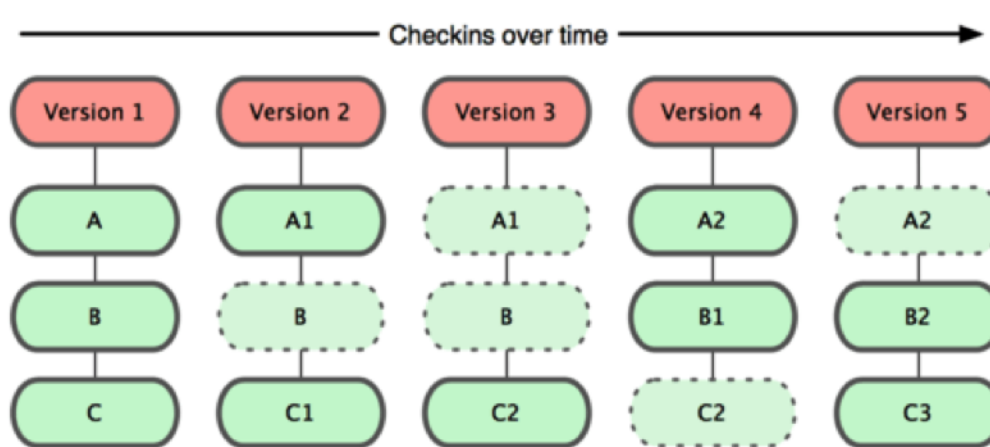 Checkins over time
Version 1 Version 2 Version 3 Version 4 Version 5
A A1 A1 A2 A2
B B B B1 B2
C C1 C2 C2 C3